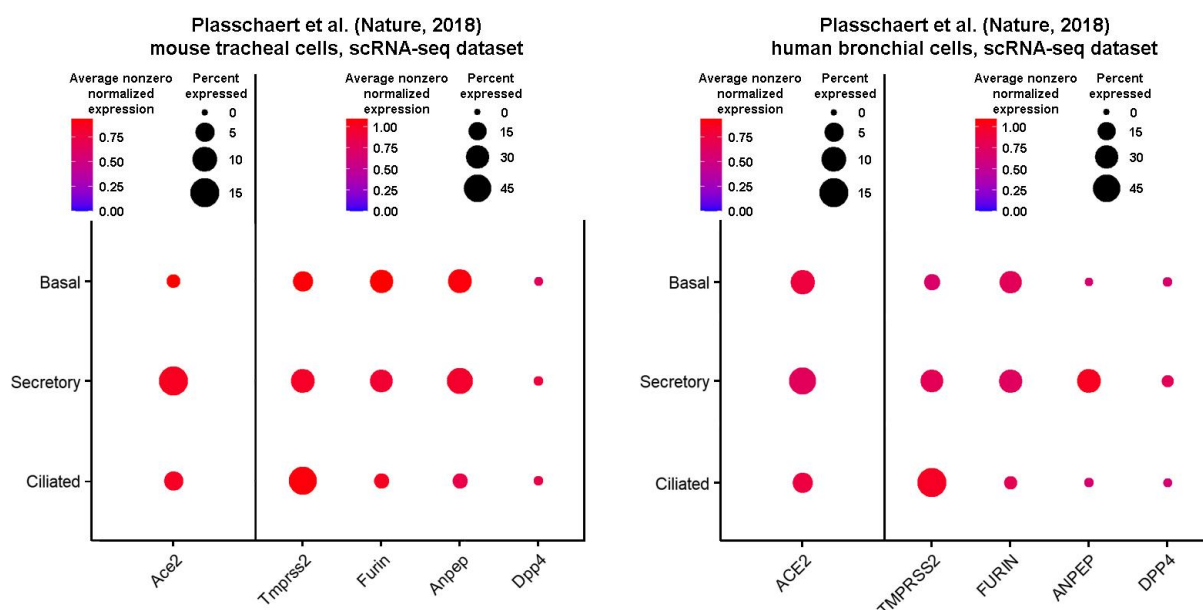 Plasschaert et al. (Nature, 2018)
mouse tracheal cells, scRNA-seq dataset
Average nonzero
normalized
expression
0.75
0.50
0.25
0.00
Percent
expressed
0
5
10
15
Average nonzero
normalized
expression
1.00
0.75
0.50
0.25
0.00
Percent
expressed
0
15
30
45
Basal
Secretory
Ciliated
Ace2
Tmprss2
Furin
Anpep
Dpp4
Plasschaert et al. (Nature, 2018)
human bronchial cells, scRNA-seq dataset
Average nonzero
normalized
expression
0.75
0.50
0.25
0.00
Percent
expressed
0
5
10
15
Average nonzero
normalized
expression
1.00
0.75
0.50
0.25
0.00
Percent
expressed
0
15
30
45
Basal
Secretory
Ciliated
ACE2
TMPRSS2
FURIN
ANPEP
DPP4